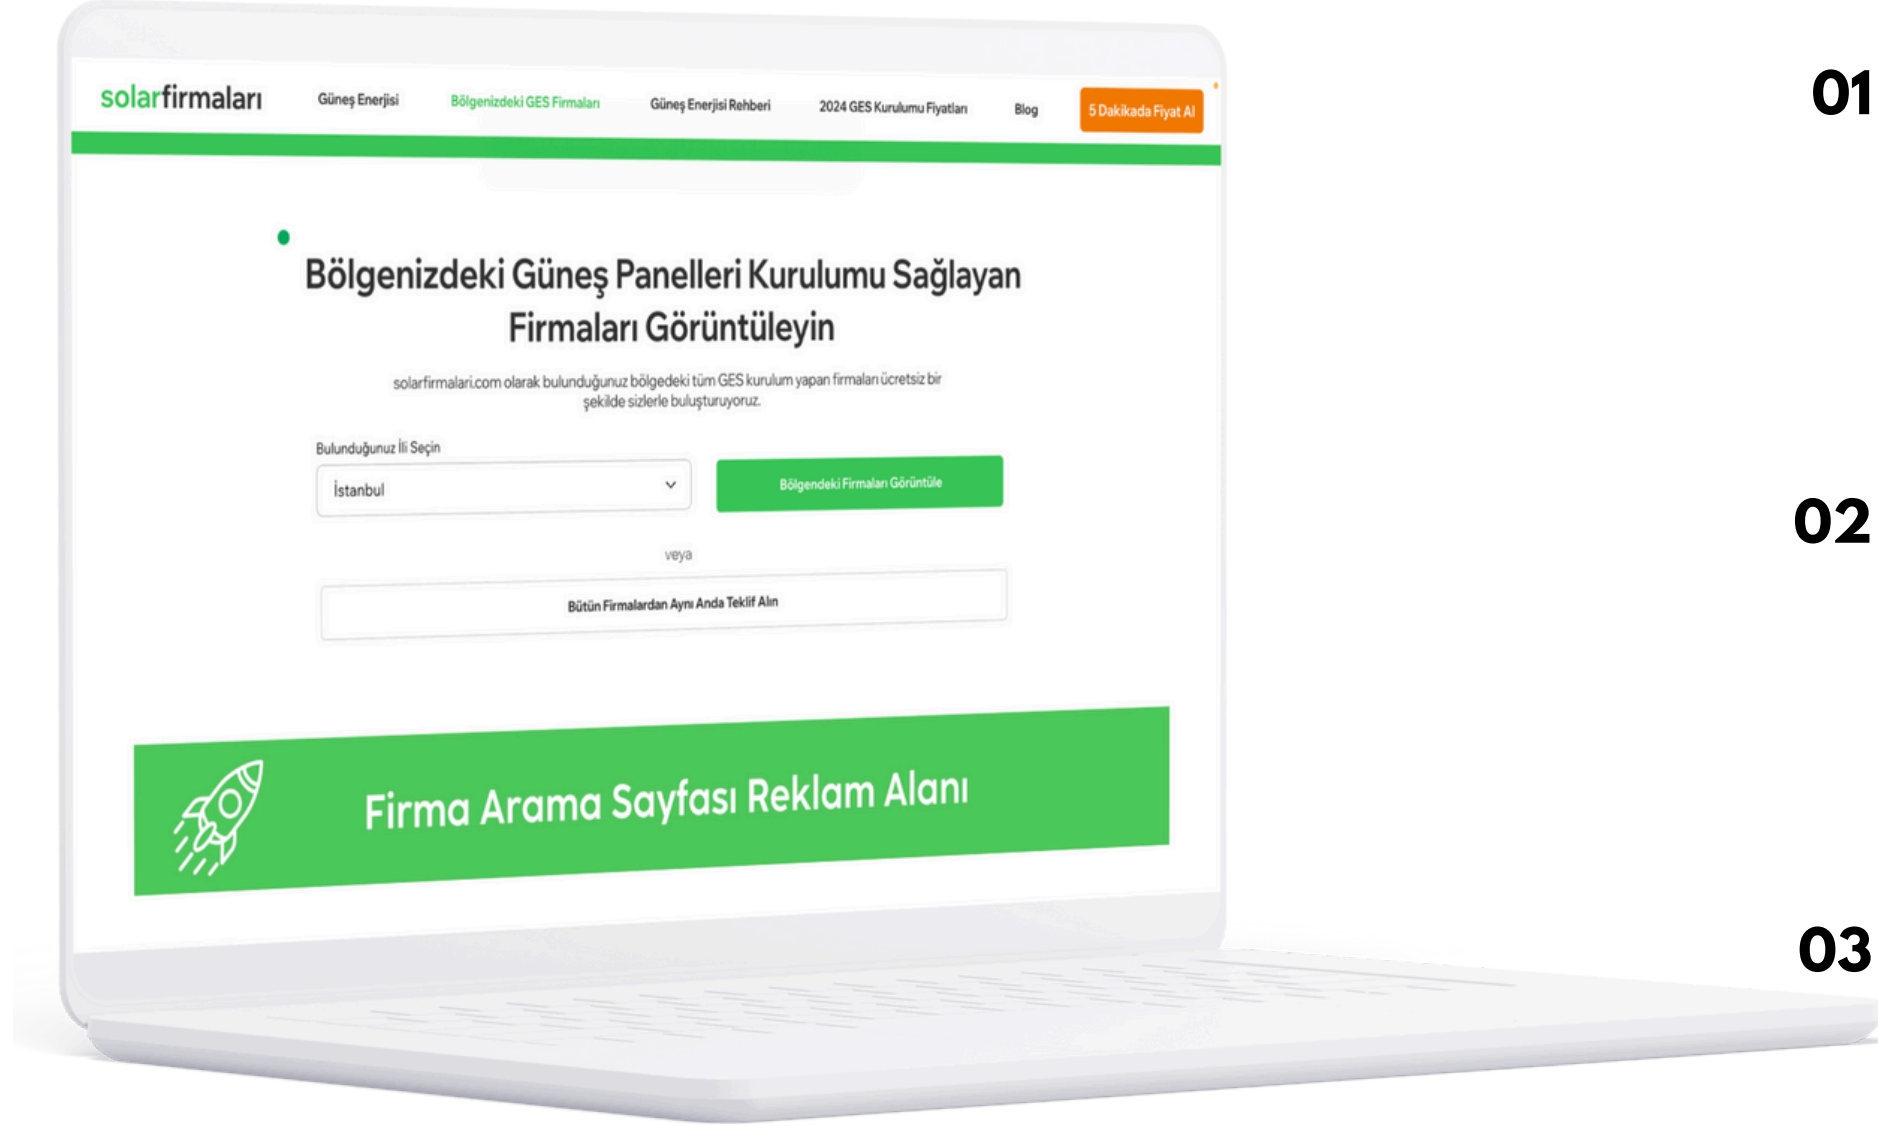 solarfirmaları
Güneş Enerjisi
Bölgenizdeki GES Firmaları
Güneş Enerjisi Rehberi
2024 GES Kurulumu Fiyatları
Blog
5 Dakikada Fiyat Al
Bölgenizdeki Güneş Panelleri Kurulumu Sağlayan
Firmaları Görüntüleyin
solarfirmalari.com olarak bulunduğunuz bölgedeki tüm GES kurulum yapan firmaları ücretsiz bir
şekilde sizlerle buluşturuyoruz.
Bulunduğunuz İli Seçin
İstanbul
Bölgendeki Firmaları Görüntüle
veya
Bütün Firmalardan Aynı Anda Teklif Alın
Firma Arama Sayfası Reklam Alanı
01
02
03